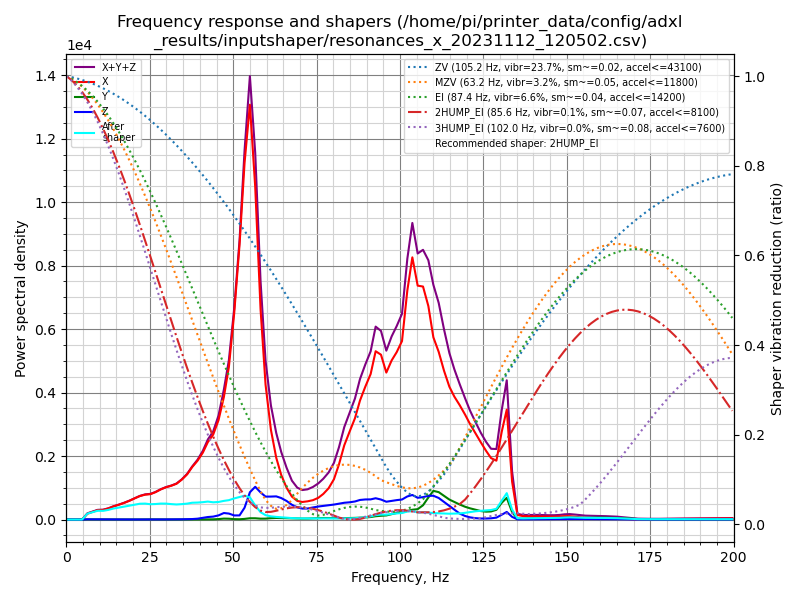 Frequency response and shapers (/home/pi/printer_data/config/adxl
_results/inputshaper/resonances_x_20231112_120502.csv)
1e4
X+Y+Z
X
Y
Z
After
shaper
ZV (105.2 Hz, vibr=23.7%, sm~=0.02, accel<=43100)
MZV (63.2 Hz, vibr=3.2%, sm~=0.05, accel<=11800)
EI (87.4 Hz, vibr=6.6%, sm~=0.04, accel<=14200)
2HUMP_EI (85.6 Hz, vibr=0.1%, sm~=0.07, accel<=8100)
3HUMP_EI (102.0 Hz, vibr=0.0%, sm~=0.08, accel<=7600)
Recommended shaper: 2HUMP_EI
Power spectral density
1.4
1.2
1.0
0.8
0.6
0.4
0.2
0.0
1.0
0.8
0.6
0.4
0.2
0.0
Shaper vibration reduction (ratio)
0 25 50 75 100 125 150 175 200
Frequency, Hz